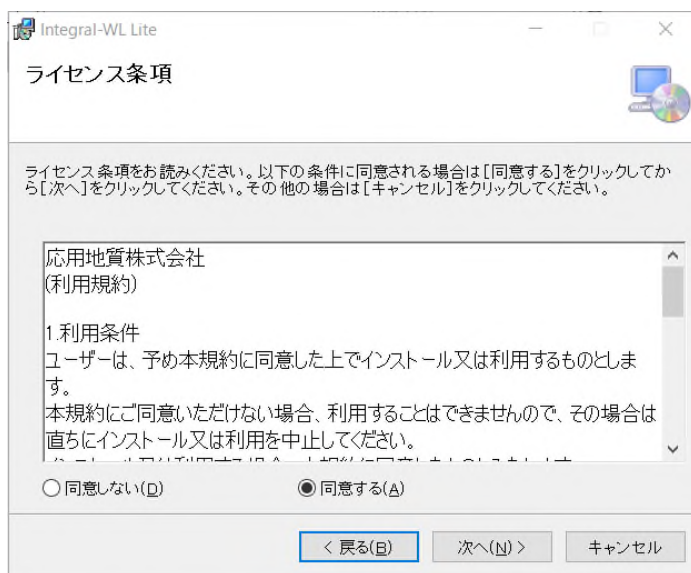 Integral-WL Lite
ライセンス条項
ライセンス条項をお読みください。以下の条件に同意される場合は[同意する]をクリックしてか
ら[次へ]をクリックしてください。その他の場合は[キャンセル]をクリックしてください。
応用地質株式会社
(利用規約)
1.利用条件
ユーザーは、予め本規約に同意した上でインストール又は利用するものとしま
す。
本規約にご同意いただけない場合、利用することはできませんので、その場合は
直ちにインストール又は利用を中止してください。
同意しない(D)
同意する(A)
< 戻る(B)
次へ(N) >
キャンセル